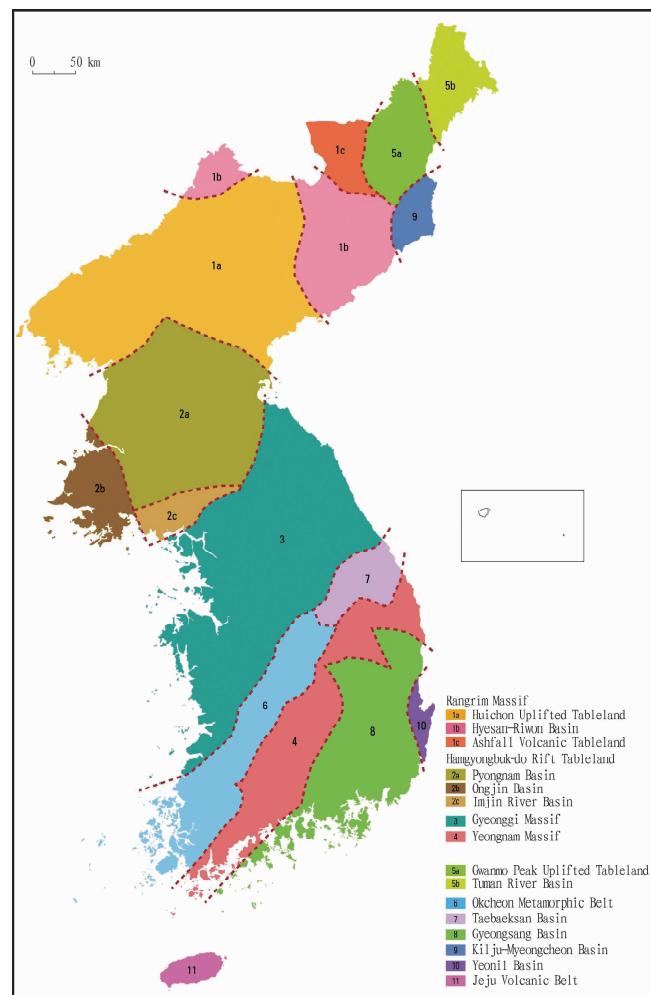 0 50 km
5b
1c
5a
1b
9
1b
1a
2a
2b
2c
3
7
6
4
8
10
11
Rangrim Massif
1a Huichon Uplifted Tableland
1b Hyesan-Riwon Basin
1c Ashfall Volcanic Tableland
Hamgyongbuk-do Rift Tableland
2a Pyongnam Basin
2b Ongjin Basin
2c Imjin River Basin
3 Gyeonggi Massif
4 Yeongnam Massif
5a Gwanmo Peak Uplifted Tableland
5b Tuman River Basin
6 Okcheon Metamorphic Belt
7 Taebaeksan Basin
8 Gyeongsang Basin
9 Kilju-Myeongcheon Basin
10 Yeonil Basin
11 Jeju Volcanic Belt